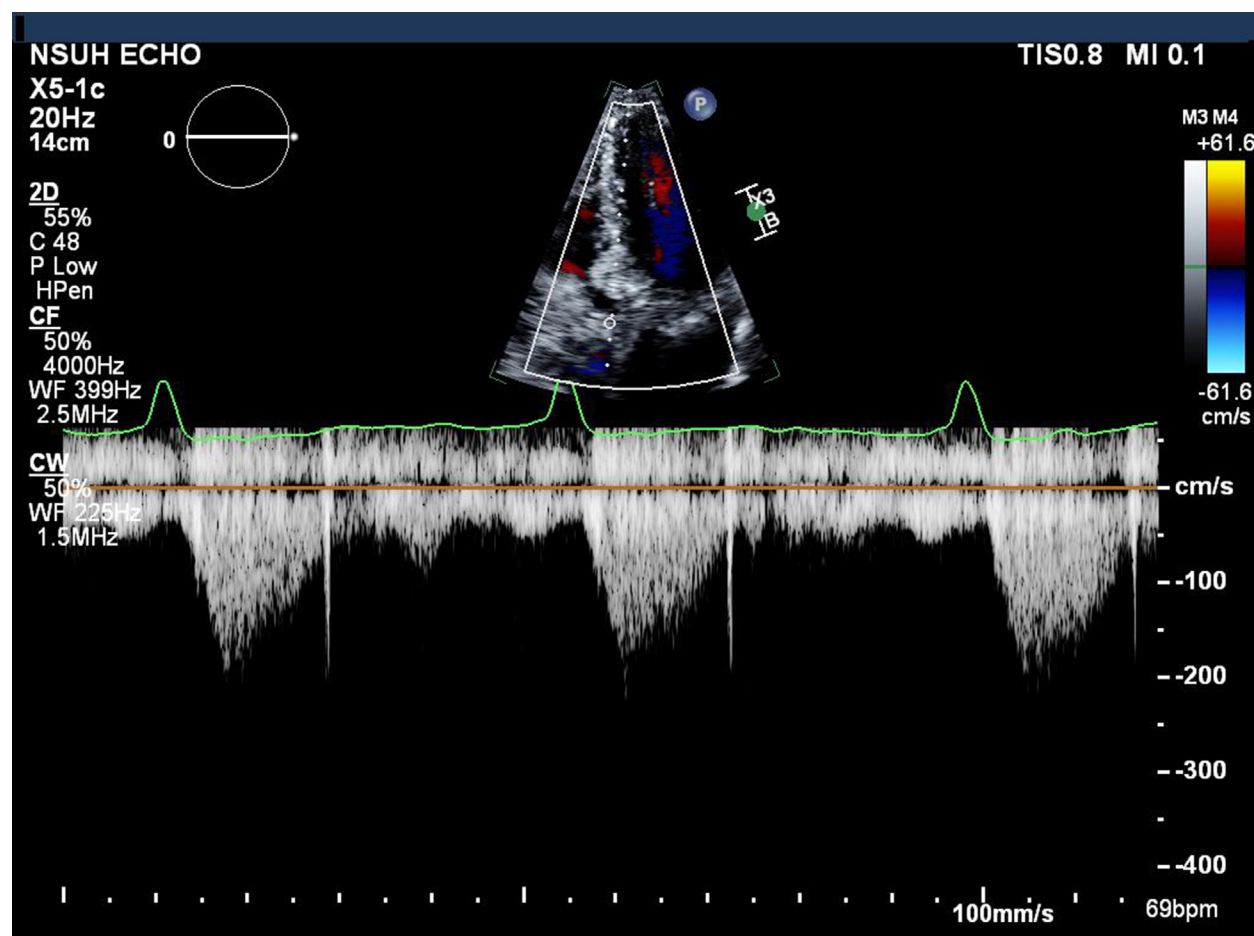 NSUH ECHO
TIS0.8 MI 0.1
X5-1c
20Hz
14cm
0
P
X3
IB
M3 M4
+61.6
-61.6
cm/s
2D
55%
C 48
P Low
HPen
CF
50%
4000Hz
WF 399Hz
2.5MHz
CW
50%
WF 225Hz
1.5MHz
cm/s
-100
-200
-300
-400
100mm/s
69bpm